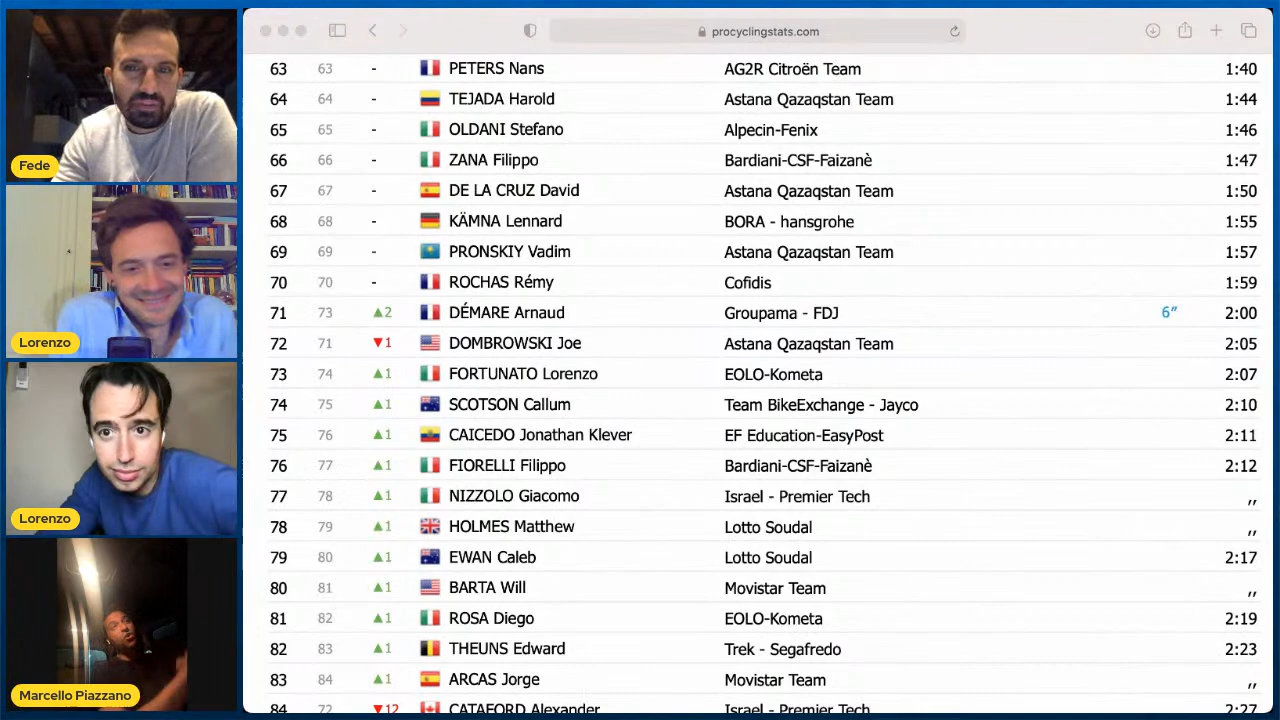 Fede
Lorenzo
Lorenzo
Marcello Piazzano
procyclingstats.com
63 63 - PETERS Nans AG2R Citroën Team 1:40
64 64 - TEJADA Harold Astana Qazaqstan Team 1:44
65 65 - OLDANI Stefano Alpecin-Fenix 1:46
66 66 - ZANA Filippo Bardiani-CSF-Faizanè 1:47
67 67 - DE LA CRUZ David Astana Qazaqstan Team 1:50
68 68 - KÄMNA Lennard BORA - hansgrohe 1:55
69 69 - PRONSKIY Vadim Astana Qazaqstan Team 1:57
70 70 - ROCHAS Rémy Cofidis 1:59
71 73 ▲2 DÉMARE Arnaud Groupama - FDJ 6″ 2:00
72 71 ▼1 DOMBROWSKI Joe Astana Qazaqstan Team 2:05
73 74 ▲1 FORTUNATO Lorenzo EOLO-Kometa 2:07
74 75 ▲1 SCOTSON Callum Team BikeExchange - Jayco 2:10
75 76 ▲1 CAICEDO Jonathan Klever EF Education-EasyPost 2:11
76 77 ▲1 FIORELLI Filippo Bardiani-CSF-Faizanè 2:12
77 78 ▲1 NIZZOLO Giacomo Israel - Premier Tech ,,
78 79 ▲1 HOLMES Matthew Lotto Soudal ,,
79 80 ▲1 EWAN Caleb Lotto Soudal 2:17
80 81 ▲1 BARTA Will Movistar Team ,,
81 82 ▲1 ROSA Diego EOLO-Kometa 2:19
82 83 ▲1 THEUNS Edward Trek - Segafredo 2:23
83 84 ▲1 ARCAS Jorge Movistar Team ,,
84 72 ▼12 CATAFORD Alexander Israel - Premier Tech 2:27